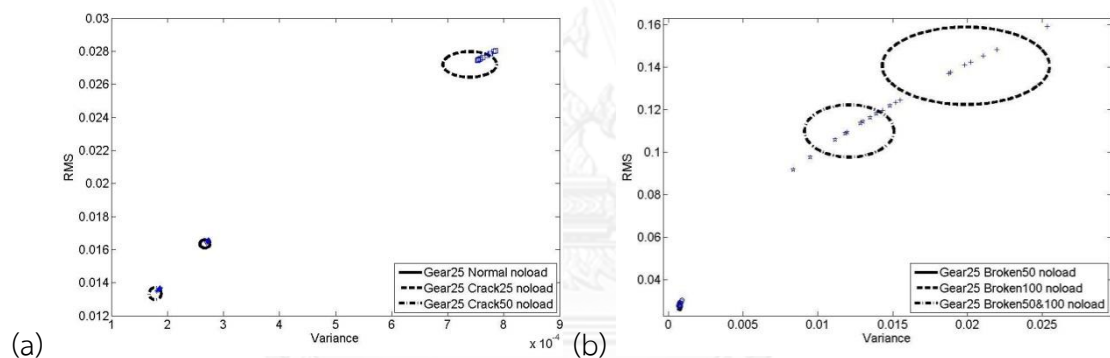 0.03
0.028
0.026
0.024
0.022
0.02
0.018
0.016
0.014
0.012
RMS
1 2 3 4 5 6 7 8 9
Variance
x 10⁻⁴
Gear25 Normal noload
Gear25 Crack25 noload
Gear25 Crack50 noload
(a)
0.16
0.14
0.12
0.1
0.08
0.06
0.04
RMS
0 0.005 0.01 0.015 0.02 0.025
Variance
Gear25 Broken50 noload
Gear25 Broken100 noload
Gear25 Broken50&100 noload
(b)